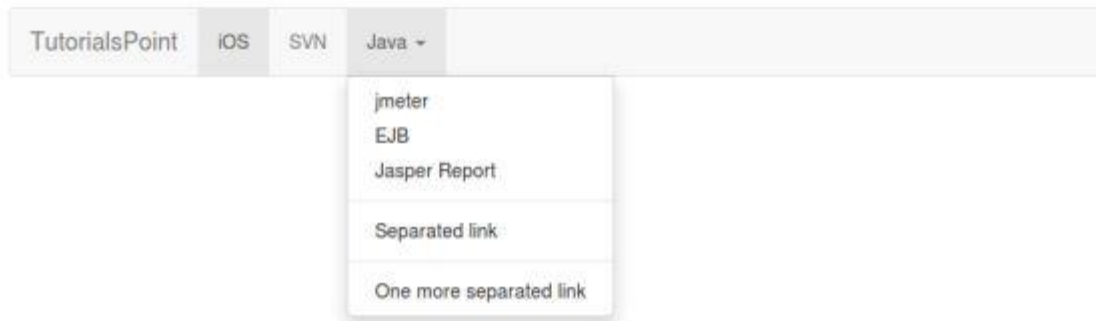 TutorialsPoint iOS SVN Java
jmeter
EJB
Jasper Report
Separated link
One more separated link